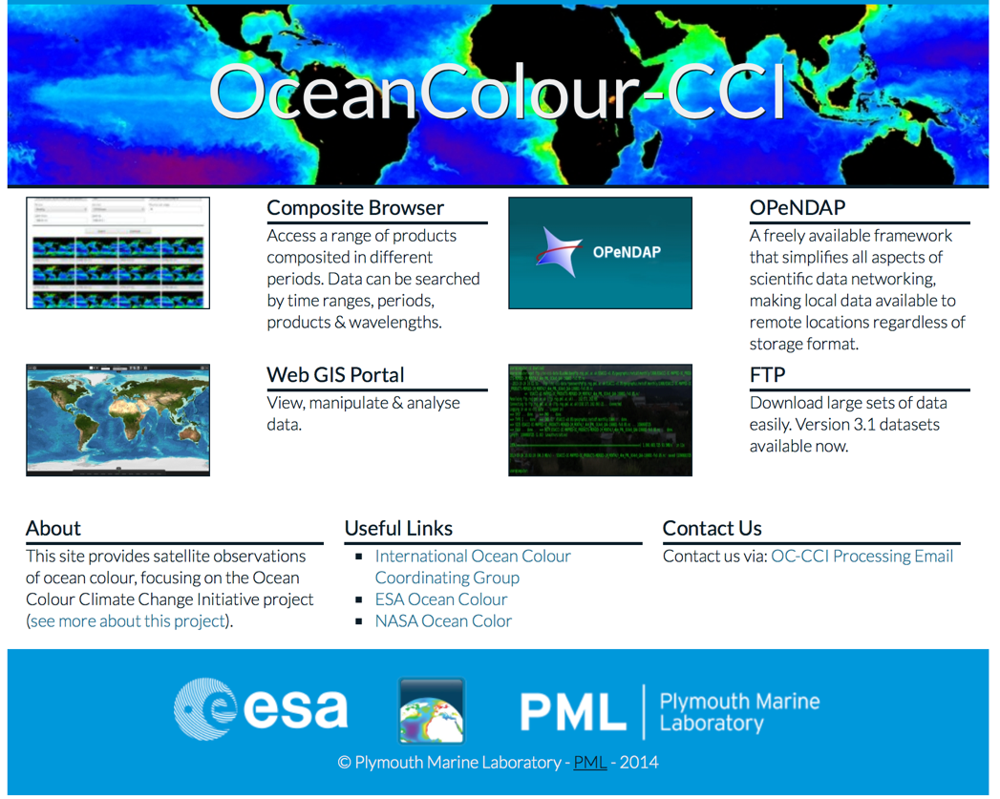 OceanColour-CCI
Composite Browser
Access a range of products
composited in different
periods. Data can be searched
by time ranges, periods,
products & wavelengths.
OPeNDAP
OPeNDAP
A freely available framework
that simplifies all aspects of
scientific data networking,
making local data available to
remote locations regardless of
storage format.
Web GIS Portal
View, manipulate & analyse
data.
FTP
Download large sets of data
easily. Version 3.1 datasets
available now.
About
This site provides satellite observations
of ocean colour, focusing on the Ocean
Colour Climate Change Initiative project
(see more about this project).
Useful Links
International Ocean Colour
Coordinating Group
ESA Ocean Colour
NASA Ocean Color
Contact Us
Contact us via: OC-CCI Processing Email
esa
PML
Plymouth Marine
Laboratory
© Plymouth Marine Laboratory - PML - 2014